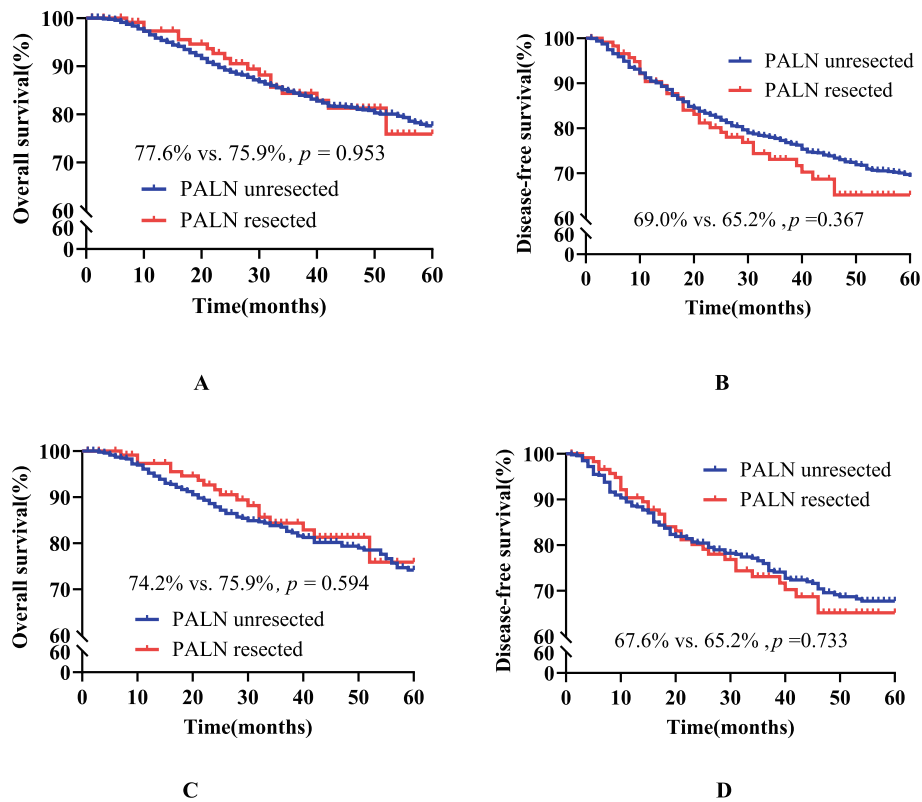 Overall survival(%)
100
90
80
70
60
60
0
77.6% vs. 75.9%, p = 0.953
PALN unresected
PALN resected
0 10 20 30 40 50 60
Time(months)
A
Disease-free survival(%)
100
90
80
70
60
60
0
PALN unresected
PALN resected
69.0% vs. 65.2% ,p =0.367
0 10 20 30 40 50 60
Time(months)
B
Overall survival(%)
100
90
80
70
60
60
0
74.2% vs. 75.9%, p = 0.594
PALN unresected
PALN resected
0 10 20 30 40 50 60
Time(months)
C
Disease-free survival(%)
100
90
80
70
60
60
0
PALN unresected
PALN resected
67.6% vs. 65.2% ,p =0.733
0 10 20 30 40 50 60
Time(months)
D